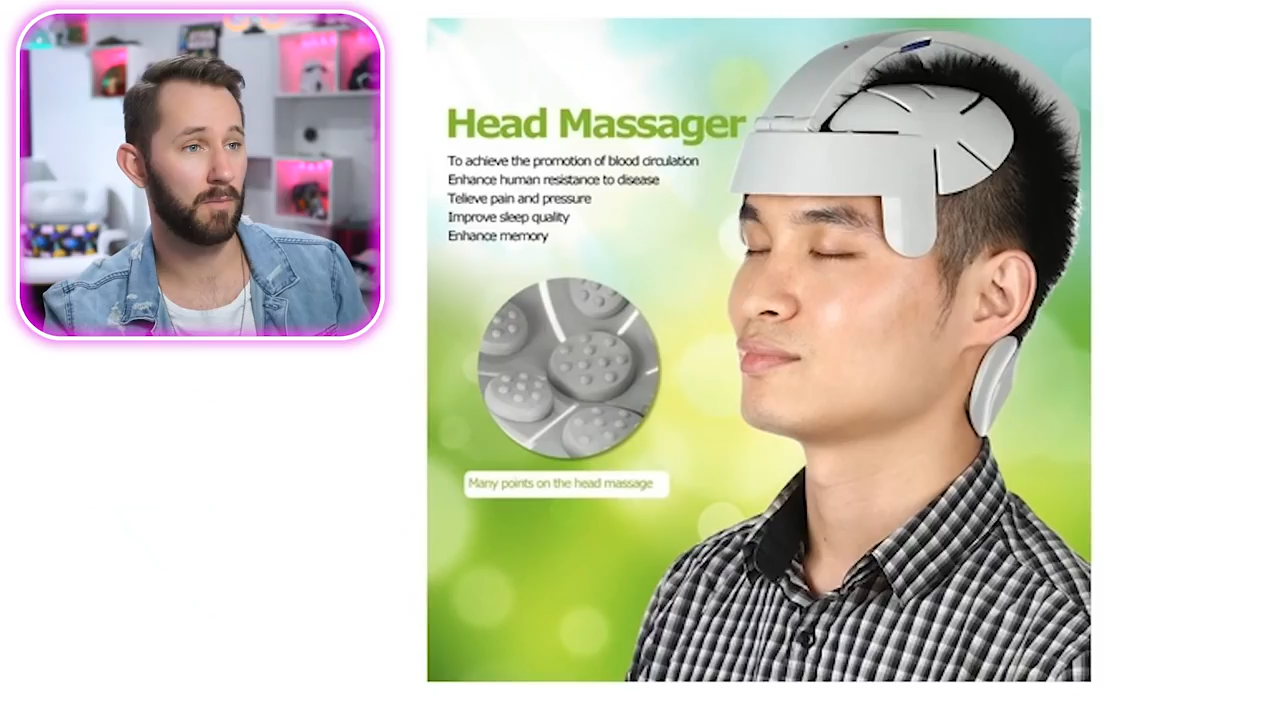 Head Massager
To achieve the promotion of blood circulation
Enhance human resistance to disease
Telieve pain and pressure
Improve sleep quality
Enhance memory
Many points on the head massage